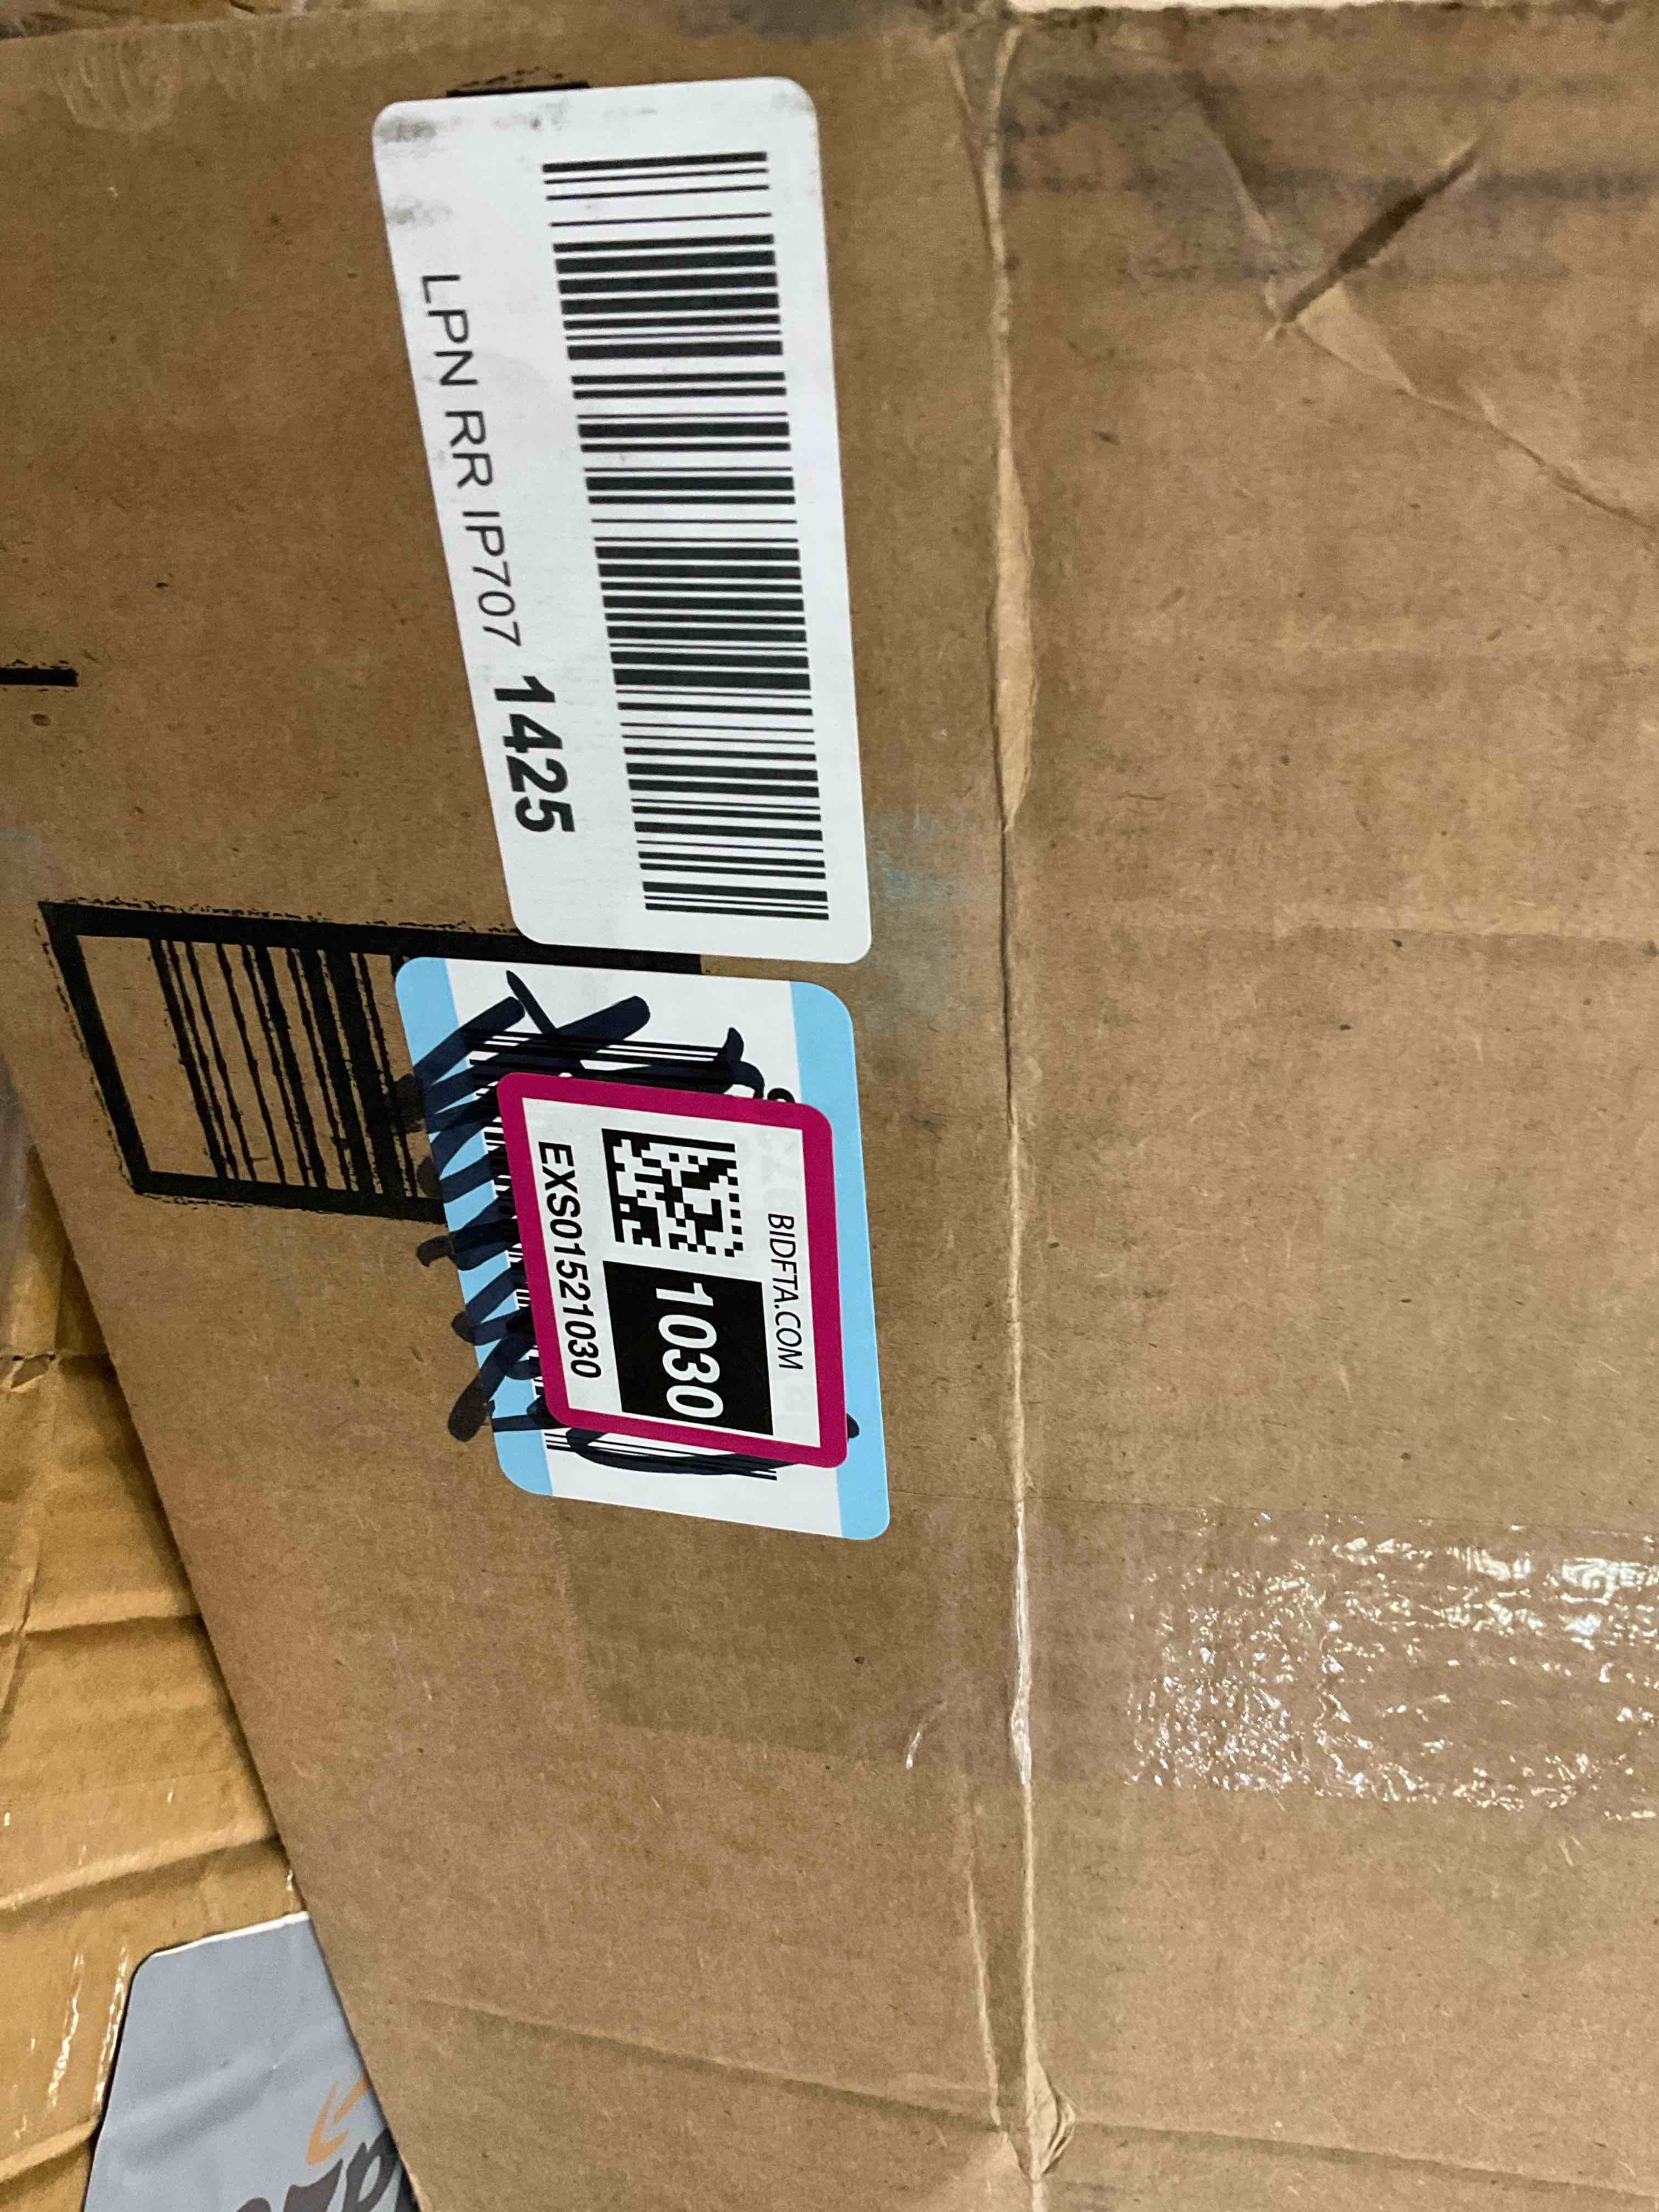 LPN RR IP707 1425
BIDFTA.COM
1030
EXS01521030